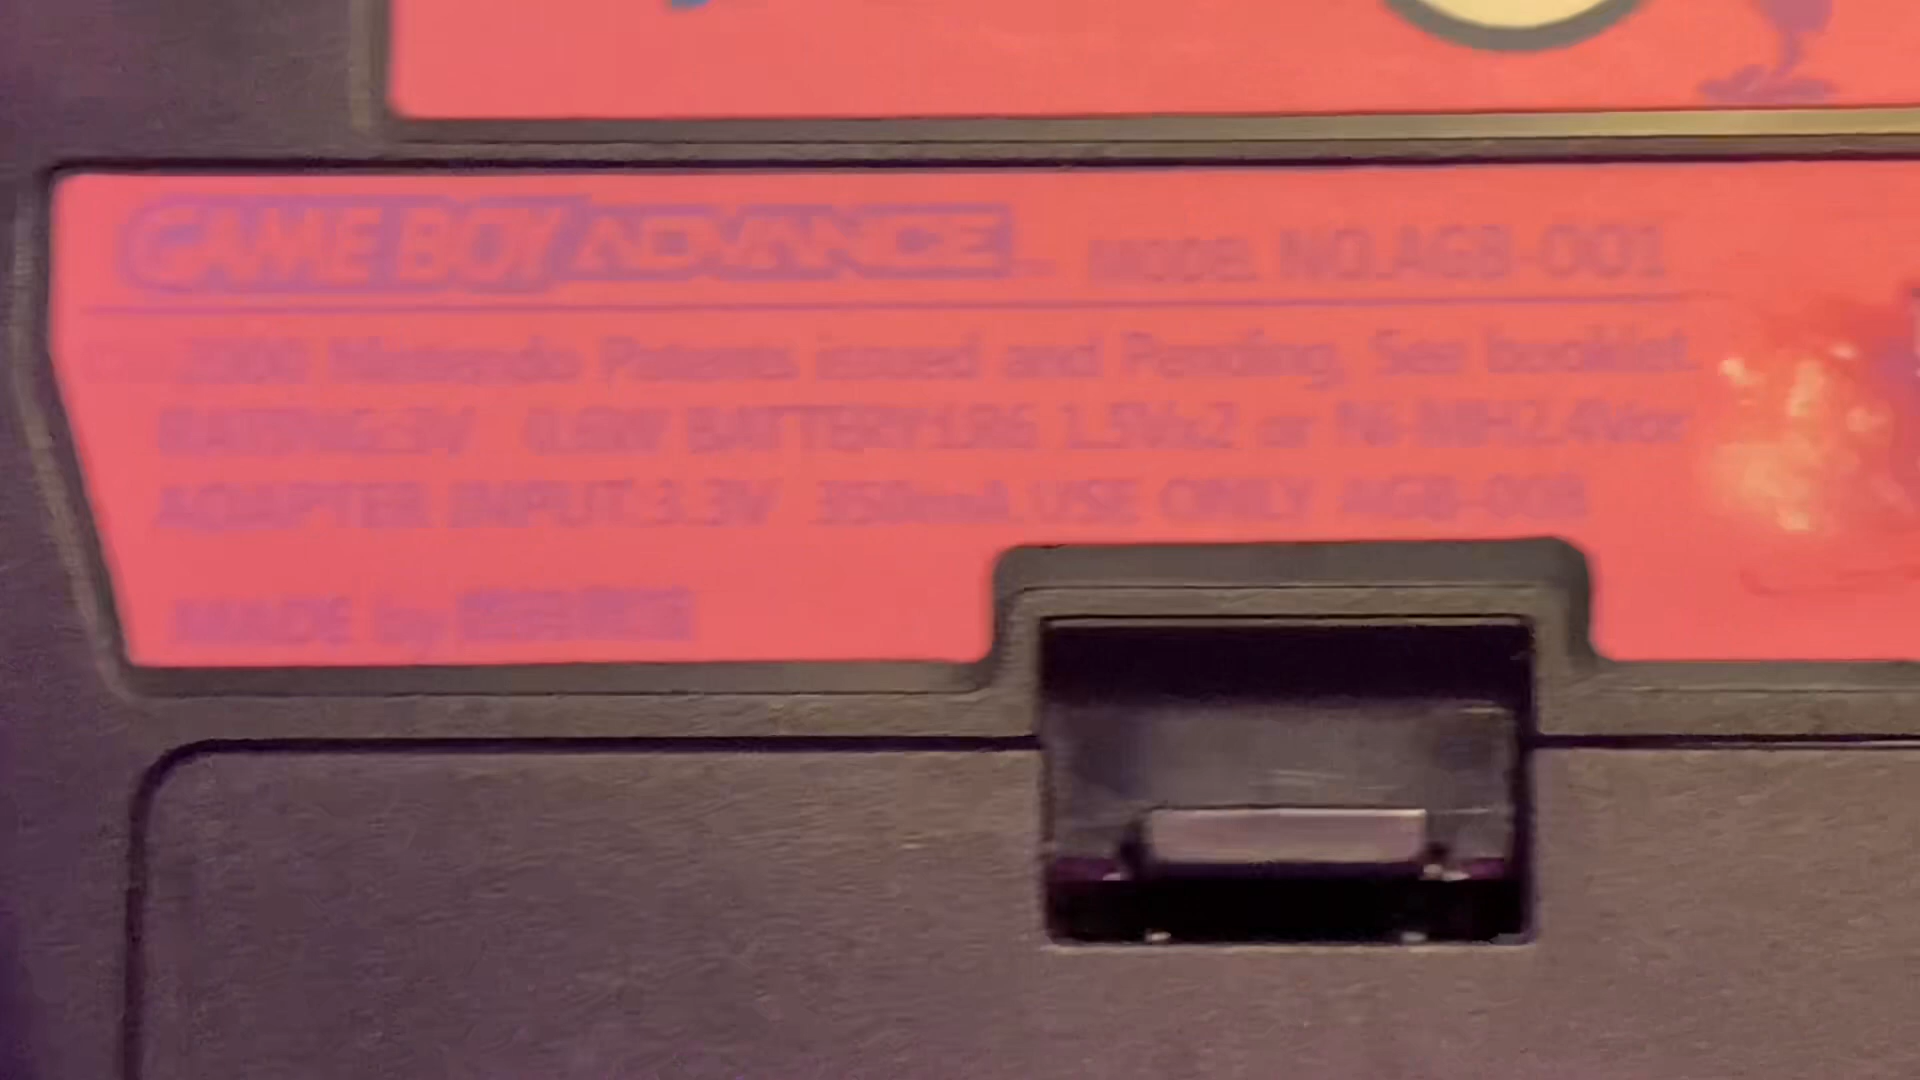 GAME BOY ADVANCE MODEL NO.AGB-001
2000 Nintendo Patents issued and Pending. See booklet.
RATING:3V 0.6W BATTERY:LR6 1.5Vx2 or Ni-MH2.4Vor
ADAPTER INPUT:3.3V 350mA.USE ONLY AGB-008
MADE by